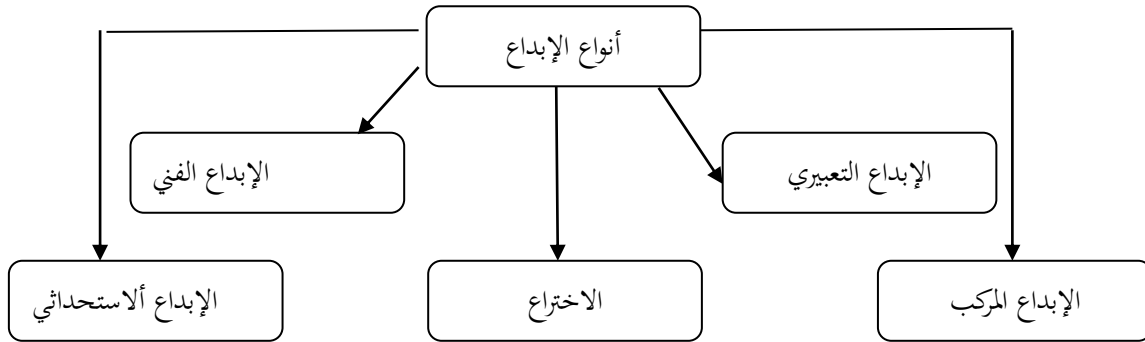 أنواع الإبداع
الإبداع التعبيري
الإبداع الفني
الإبداع المركب
الاختراع
الإبداع ألاستحداثي